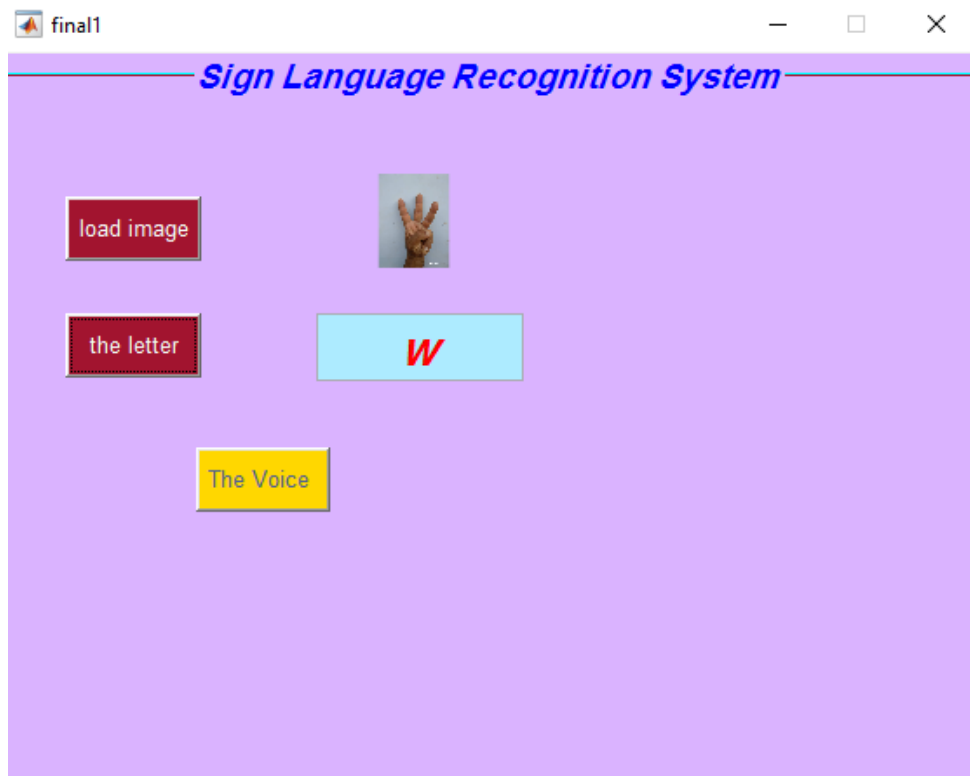 final1
Sign Language Recognition System
load image
the letter
W
The Voice